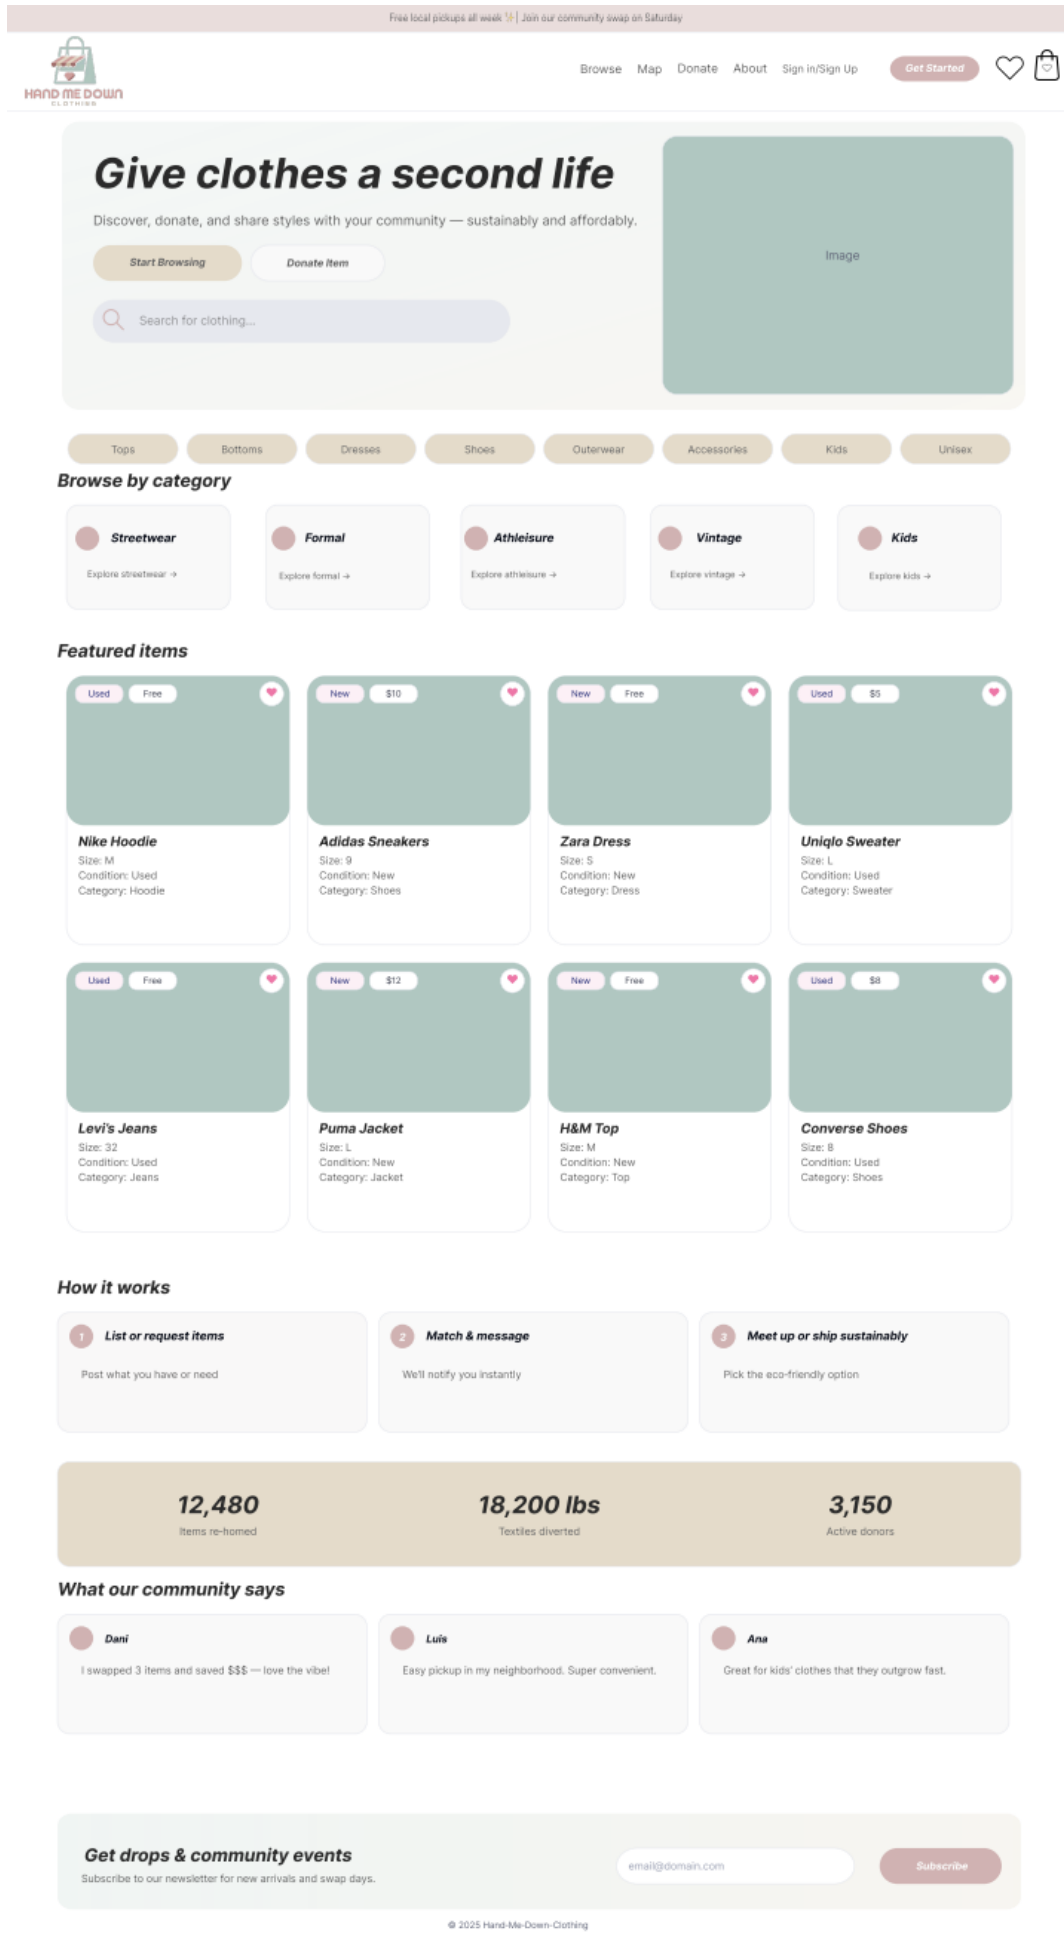 Free local pickups all week ✨| Join our community swap on Saturday
HAND ME DOWN
CLOTHING
Browse Map Donate About Sign in/Sign Up Get Started
Give clothes a second life
Discover, donate, and share styles with your community — sustainably and affordably.
Start Browsing Donate Item
Search for clothing...
Image
Tops Bottoms Dresses Shoes Outerwear Accessories Kids Unisex
Browse by category
Streetwear Formal Athleisure Vintage Kids
Explore streetwear → Explore formal → Explore athleisure → Explore vintage → Explore kids →
Featured items
Used Free New $10 New Free Used $5
Nike Hoodie Adidas Sneakers Zara Dress Uniqlo Sweater
Size: M Size: 9 Size: S Size: L
Condition: Used Condition: New Condition: New Condition: Used
Category: Hoodie Category: Shoes Category: Dress Category: Sweater
Used Free New $12 New Free Used $8
Levi's Jeans Puma Jacket H&M Top Converse Shoes
Size: 32 Size: L Size: M Size: 8
Condition: Used Condition: New Condition: New Condition: Used
Category: Jeans Category: Jacket Category: Top Category: Shoes
How it works
1 List or request items 2 Match & message 3 Meet up or ship sustainably
Post what you have or need We'll notify you instantly Pick the eco-friendly option
12,480 18,200 lbs 3,150
Items re-homed Textiles diverted Active donors
What our community says
Dani Luis Ana
I swapped 3 items and saved $$$ — love the vibe! Easy pickup in my neighborhood. Super convenient. Great for kids' clothes that they outgrow fast.
Get drops & community events
Subscribe to our newsletter for new arrivals and swap days.
email@domain.com Subscribe
© 2025 Hand-Me-Down-Clothing